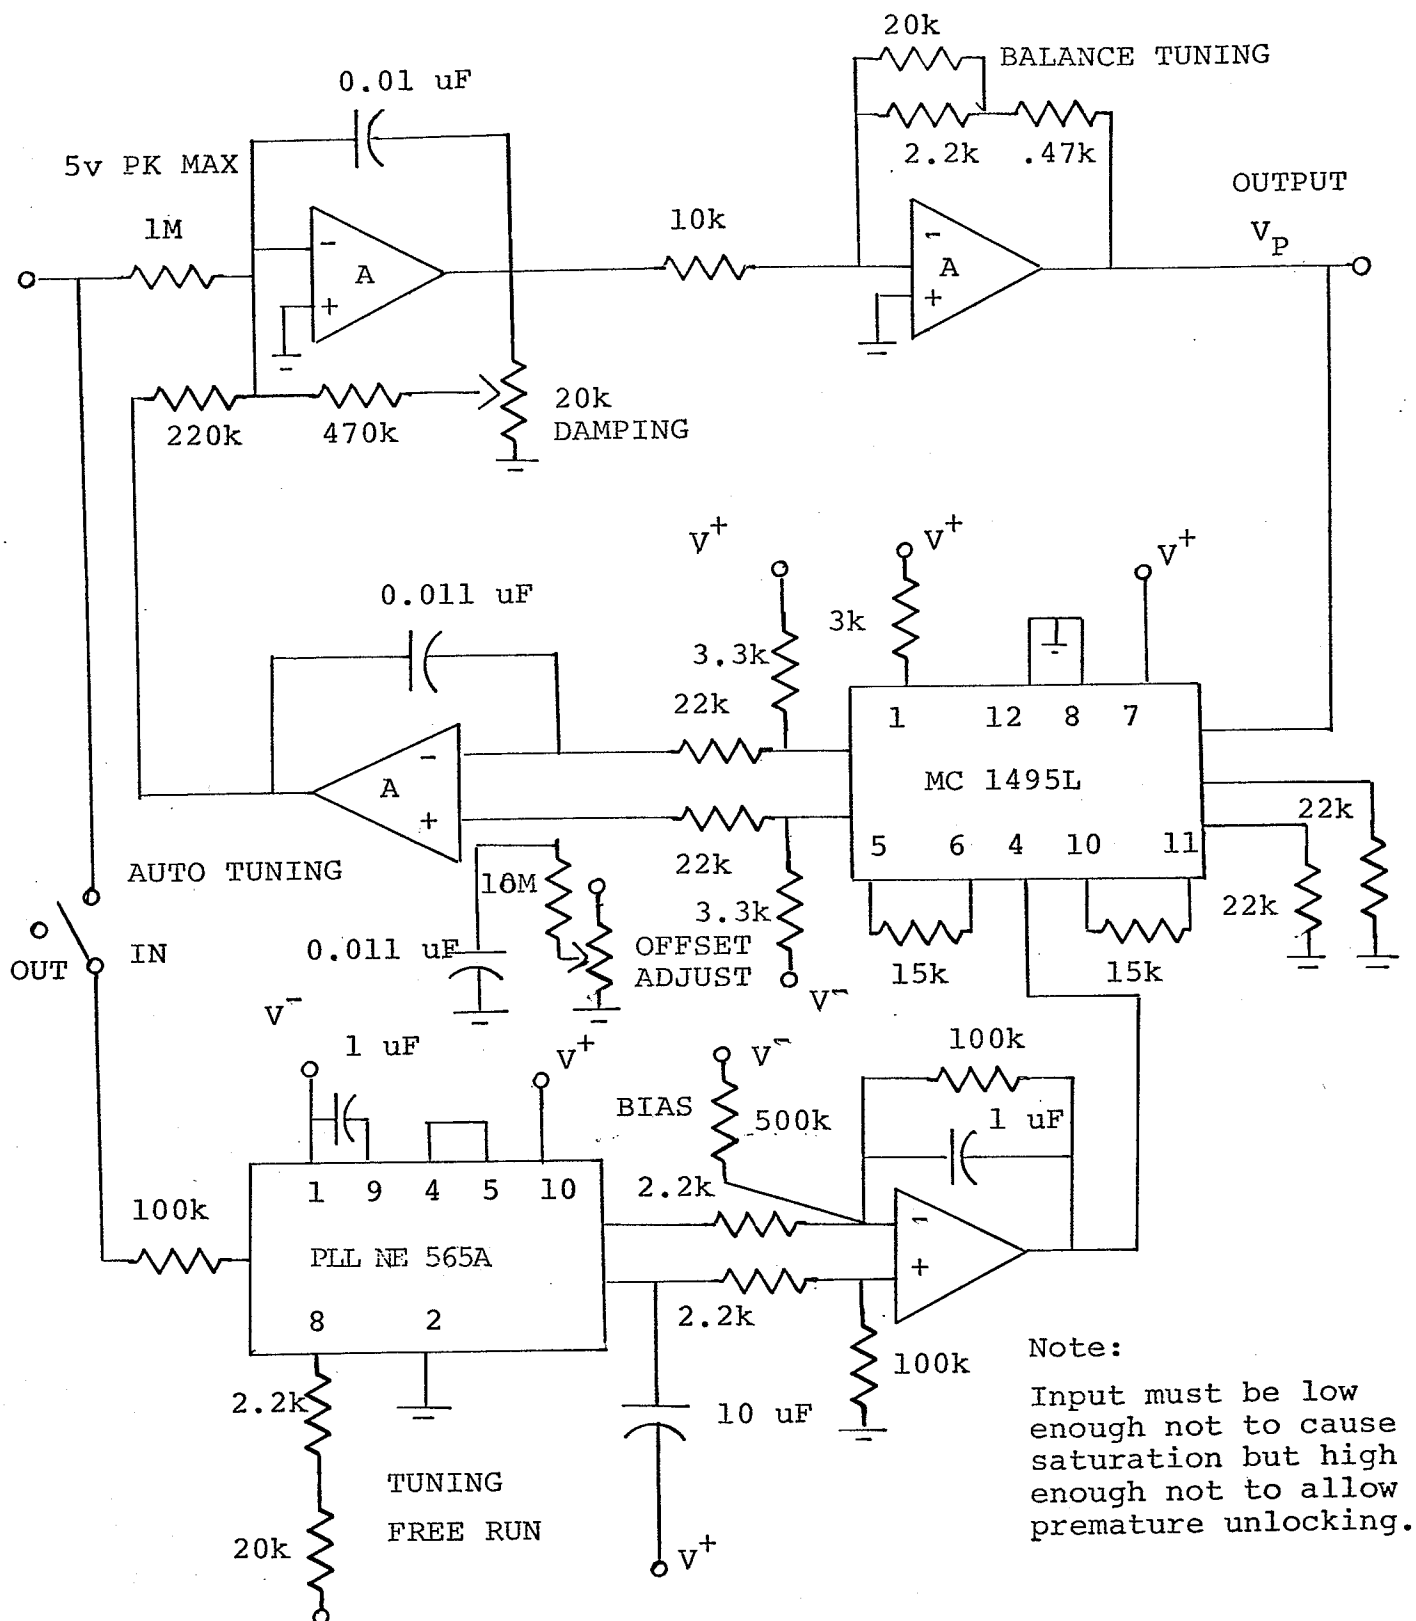 20k
BALANCE TUNING
0.01 uF
2.2k .47k
5v PK MAX
OUTPUT
1M
10k
V_P
-
A
+
-
A
+
220k
470k
20k
DAMPING
V+
V+
V+
0.011 uF
3k
3.3k
22k
1 12 8 7
-
A
+
MC 1495L
22k
5 6 4 10 11
AUTO TUNING
22k
3.3k
22k
10M
0.011 uF
OFFSET
ADJUST
OUT
IN
15k
15k
V-
V-
1 uF
V+
V-
100k
BIAS
500k
1 uF
1 9 4 5 10
100k
2.2k
PLL NE 565A
-
+
8 2
2.2k
100k
2.2k
10 uF
TUNING
FREE RUN
20k
V+
Note:
Input must be low
enough not to cause
saturation but high
enough not to allow
premature unlocking.